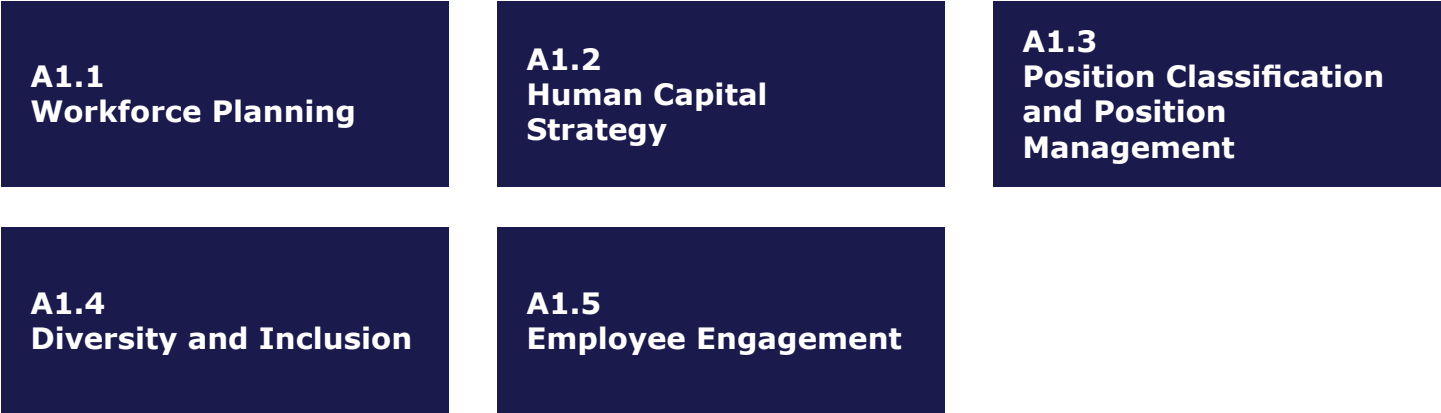 A1.1
Workforce Planning
A1.2
Human Capital
Strategy
A1.3
Position Classification
and Position
Management
A1.4
Diversity and Inclusion
A1.5
Employee Engagement